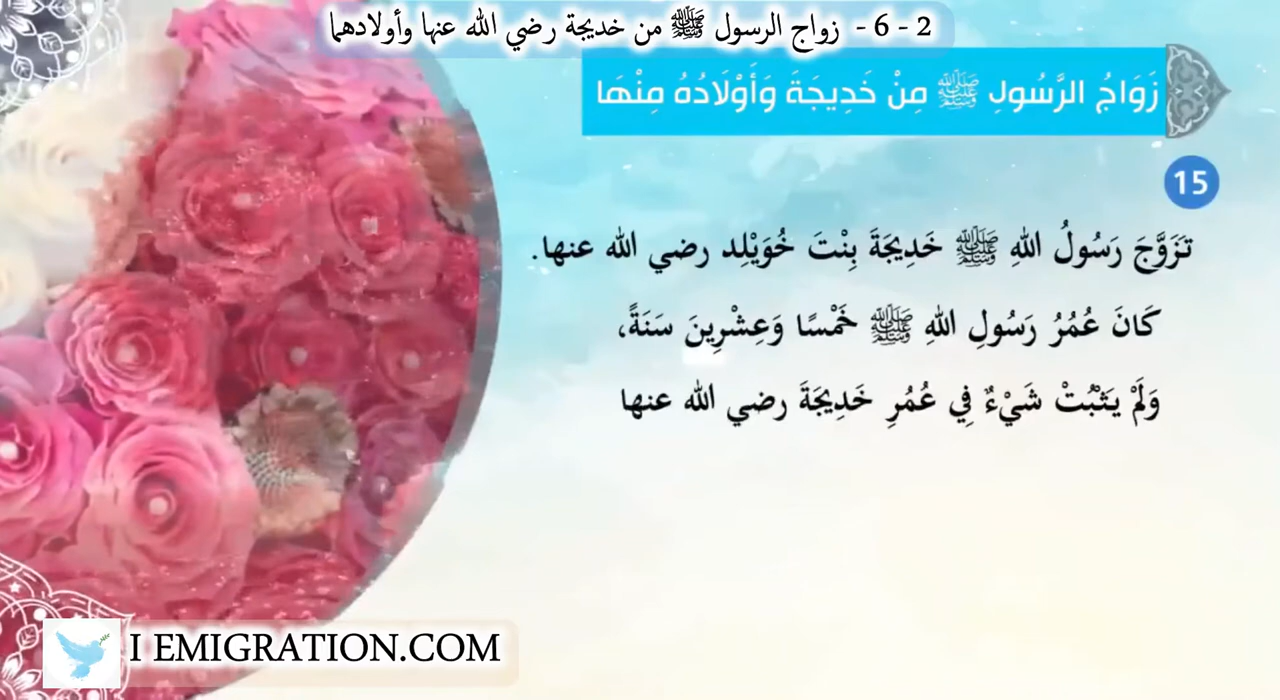 2 - 6 - زواج الرسول ﷺ من خديجة رضي الله عنها وأولادهما
زَوَاجُ الرَّسُولِ ﷺ مِنْ خَدِيجَةَ وَأَوْلَادُهُ مِنْهَا
15
تَزَوَّجَ رَسُولُ اللهِ ﷺ خَدِيجَةَ بِنْتَ خُوَيْلِد رضي الله عنها.
كَانَ عُمُرُ رَسُولِ اللهِ ﷺ خَمْسًا وَعِشْرِينَ سَنَةً،
وَلَمْ يَثْبُتْ شَيْءٌ فِي عُمُرِ خَدِيجَةَ رضي الله عنها
I EMIGRATION.COM